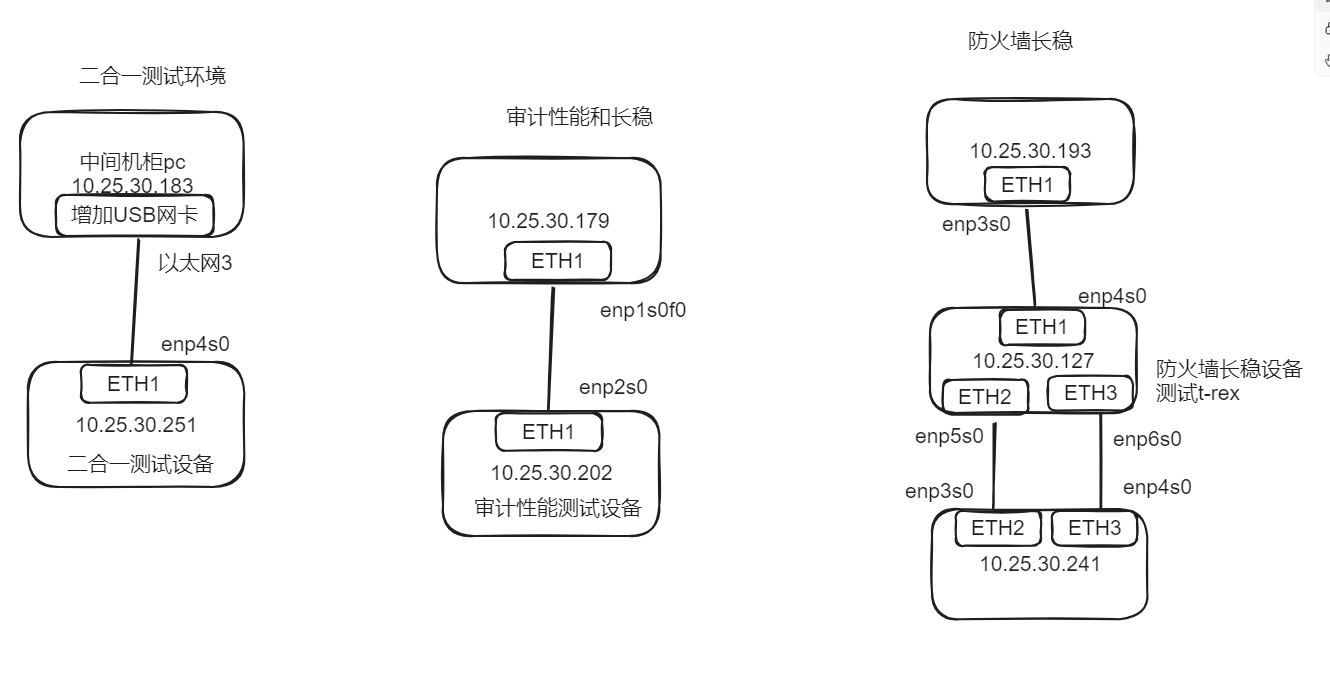 二合一测试环境
中间机柜pc
10.25.30.183
增加USB网卡
以太网3
enp4s0
ETH1
10.25.30.251
二合一测试设备
审计性能和长稳
10.25.30.179
ETH1
enp1s0f0
enp2s0
ETH1
10.25.30.202
审计性能测试设备
防火墙长稳
10.25.30.193
ETH1
enp3s0
enp4s0
ETH1
10.25.30.127
ETH2
ETH3
防火墙长稳设备
测试t-rex
enp5s0
enp6s0
enp3s0
enp4s0
ETH2
ETH3
10.25.30.241